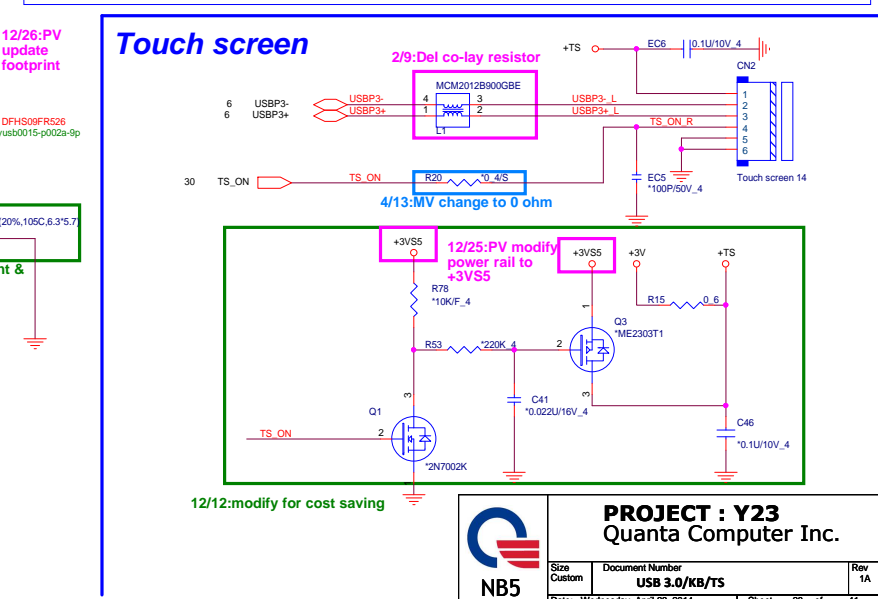 12/26:PV
update
footprint
DFHS09FR526
yusb0015-p002a-9p
(20%,105C,6.3*5.7)
nt &
Touch screen
2/9:Del co-lay resistor
MCM2012B900GBE
6 USBP3-
6 USBP3+
USBP3-
USBP3+
4 3
1 2
L1
USBP3-_L
USBP3+_L
TS_ON_R
+TS
EC6
0.1U/10V_4
CN2
1
2
3
4
5
6
Touch screen 14
30 TS_ON
TS_ON
R20
*0_4/S
4/13:MV change to 0 ohm
EC5
*100P/50V_4
+3VS5
12/25:PV modify
power rail to
+3VS5
+3VS5
+3V
+TS
R78
*10K/F_4
R15
0_6
1
Q3
*ME2303T1
R53
*220K_4
2
3
C41
*0.022U/16V_4
3
Q1
TS_ON
2
*2N7002K
1
C46
*0.1U/10V_4
12/12:modify for cost saving
NB5
PROJECT : Y23
Quanta Computer Inc.
Size
Custom
Document Number
USB 3.0/KB/TS
Rev
1A